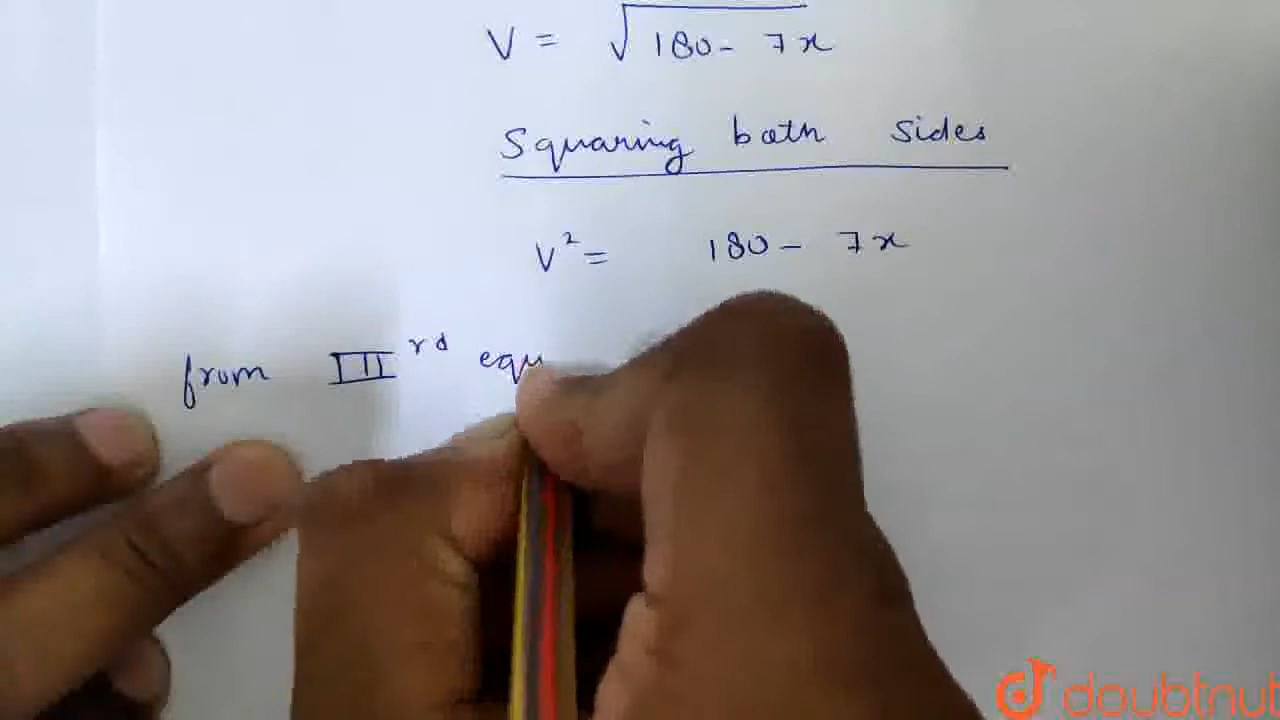 V = √180- 7x
Squaring both sides
V² = 180 - 7x
from III rd equ
doubtnut